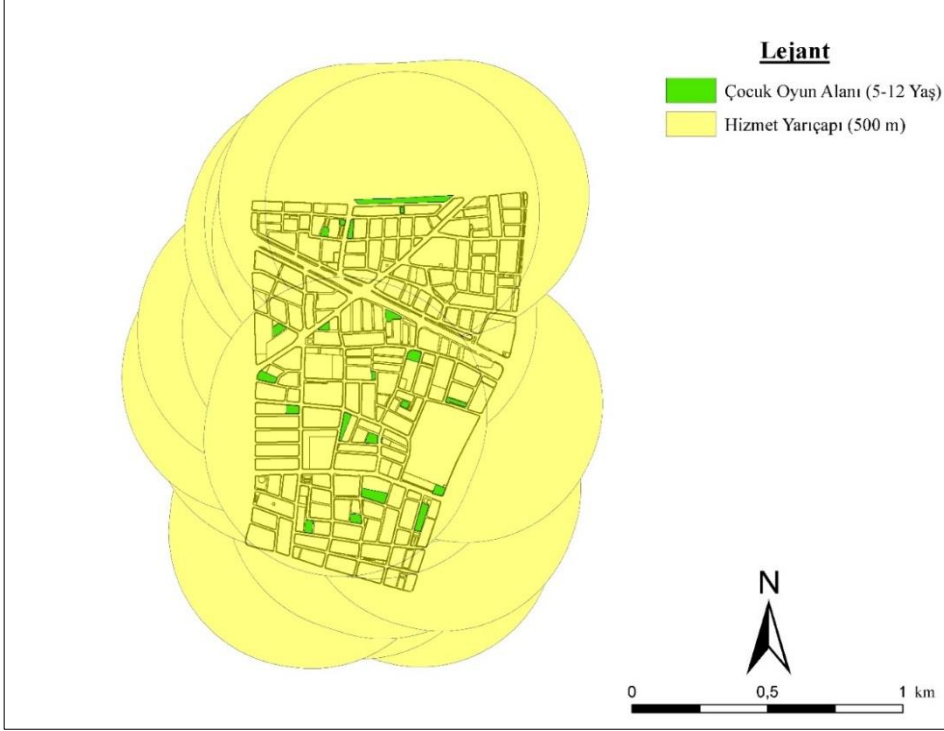 Lejant
Çocuk Oyun Alanı (5-12 Yaş)
Hizmet Yarıçapı (500 m)
N
0 0,5 1 km